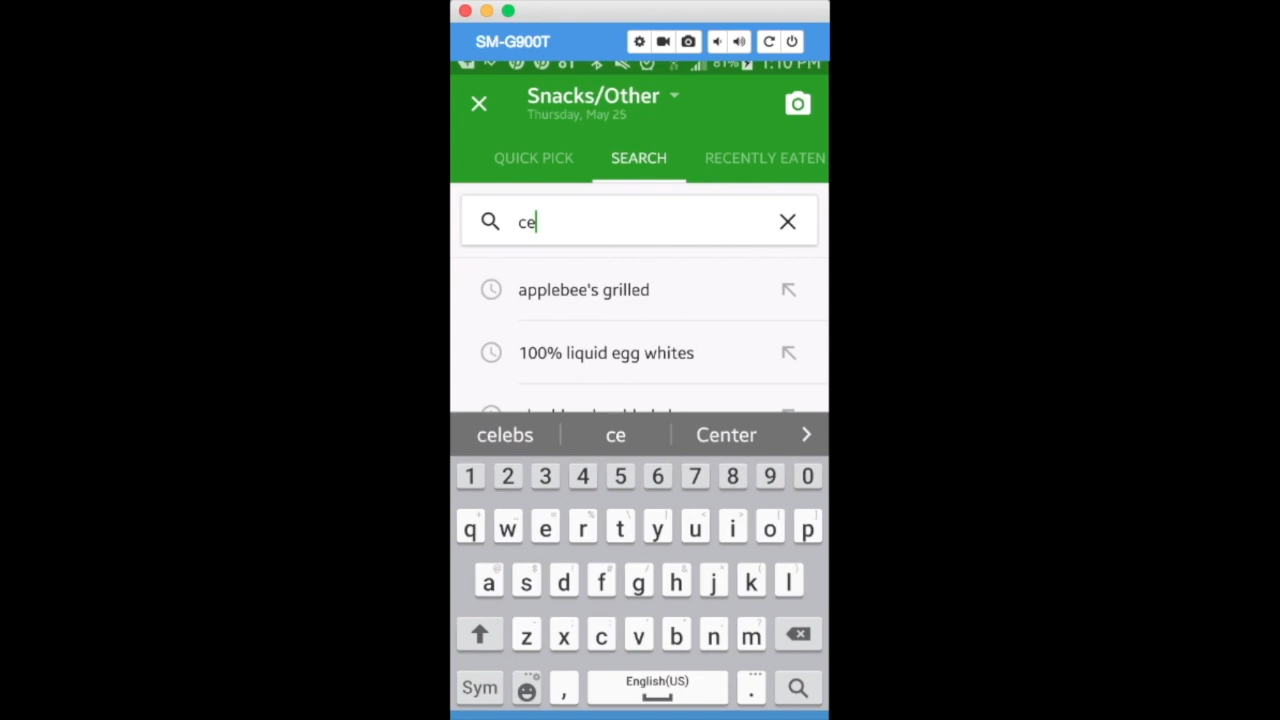 SM-G900T
81% 1:10 PM
Snacks/Other
Thursday, May 25
QUICK PICK SEARCH RECENTLY EATEN
ce
applebee's grilled
100% liquid egg whites
celebs ce Center
1 2 3 4 5 6 7 8 9 0
q w e r t y u i o p
a s d f g h j k l
z x c v b n m
Sym , English(US) .